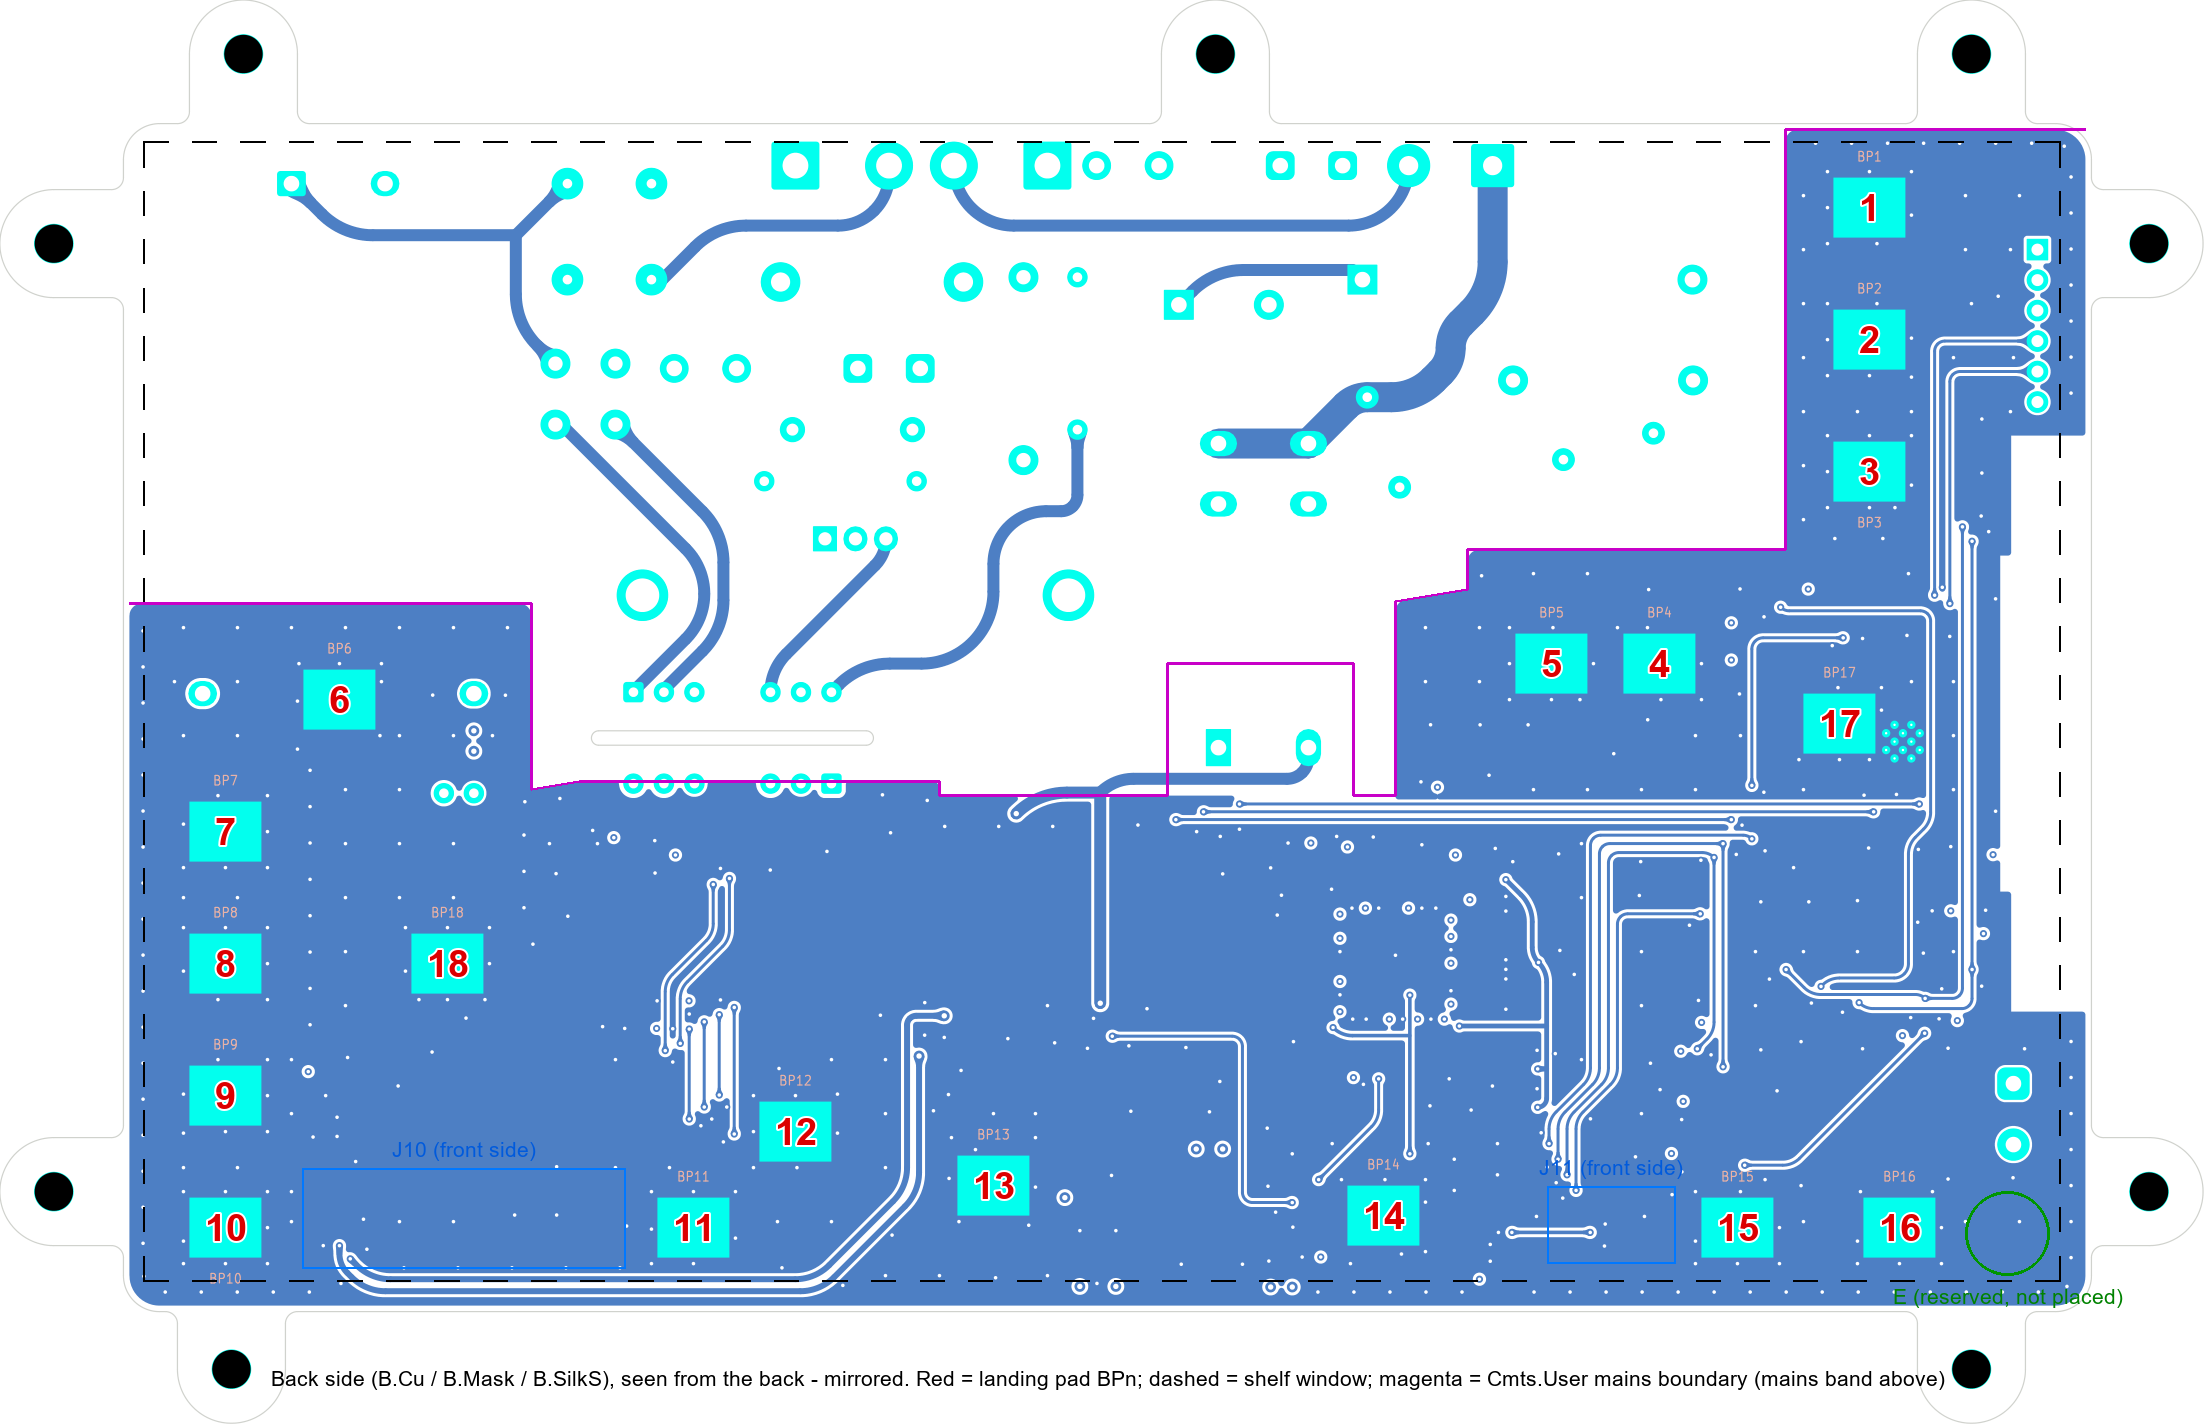 BP1
1
BP2
2
3
BP3
BP5
BP4
5
4
BP6
6
BP17
17
BP7
7
BP8
8
BP18
18
BP9
9
BP12
12
BP13
13
J10 (front side)
BP14
14
J11 (front side)
BP11
11
BP15
15
BP16
16
10
BP10
E (reserved, not placed)
Back side (B.Cu / B.Mask / B.SilkS), seen from the back - mirrored. Red = landing pad BPn; dashed = shelf window; magenta = Cmts.User mains boundary (mains band above)